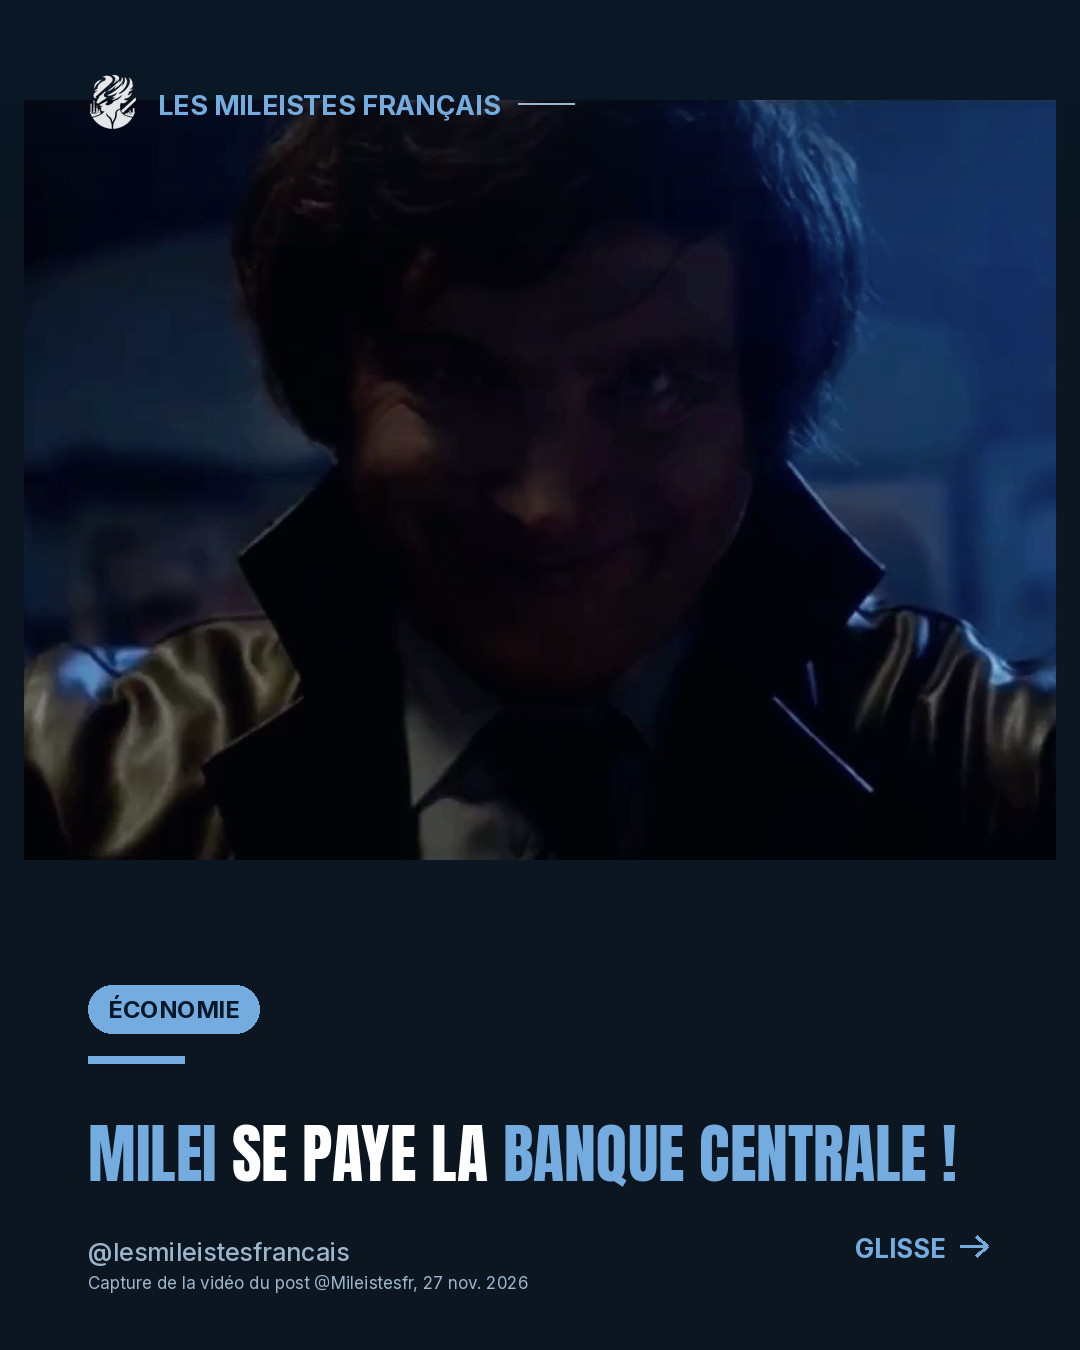 LES MILEISTES FRANÇAIS
ÉCONOMIE
MILEI SE PAYE LA BANQUE CENTRALE !
@lesmileistesfrancais
GLISSE
Capture de la vidéo du post @Mileistesfr, 27 nov. 2026